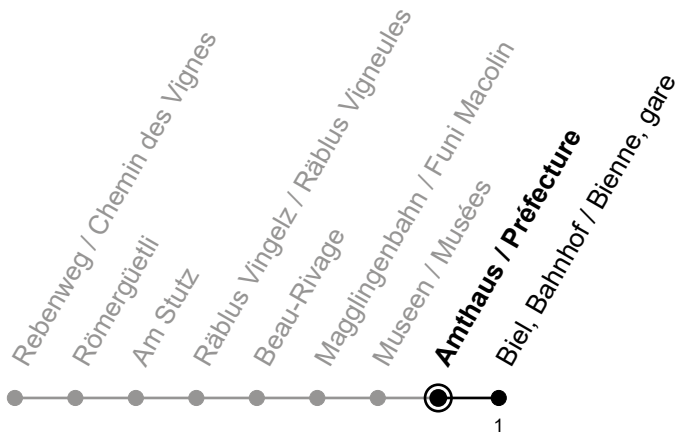 Rebenweg / Chemin des Vignes
Römergüetli
Am Stutz
Räblus Vingelz / Räblus Vigneules
Beau-Rivage
Magglingenbahn / Funi Macolin
Museen / Musées
Amthaus / Préfecture
Biel, Bahnhof / Bienne, gare
1